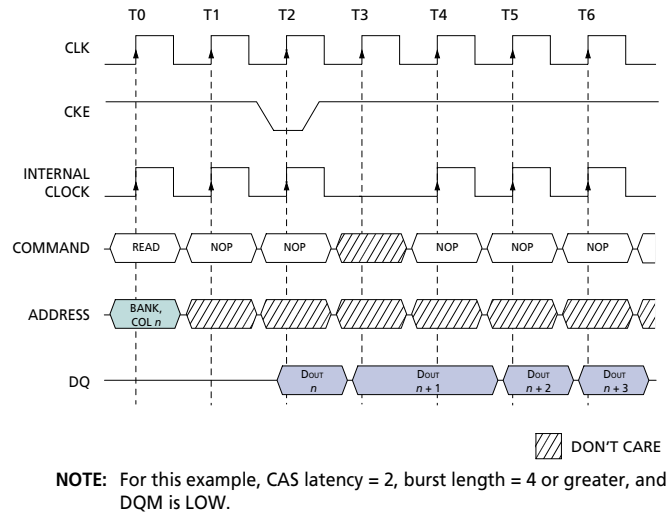 T0 T1 T2 T3 T4 T5 T6
CLK
CKE
INTERNAL
CLOCK
COMMAND READ NOP NOP NOP NOP NOP
ADDRESS BANK,
COL n
DQ DOUT DOUT DOUT DOUT
n n + 1 n + 2 n + 3
DON'T CARE
NOTE: For this example, CAS latency = 2, burst length = 4 or greater, and
DQM is LOW.